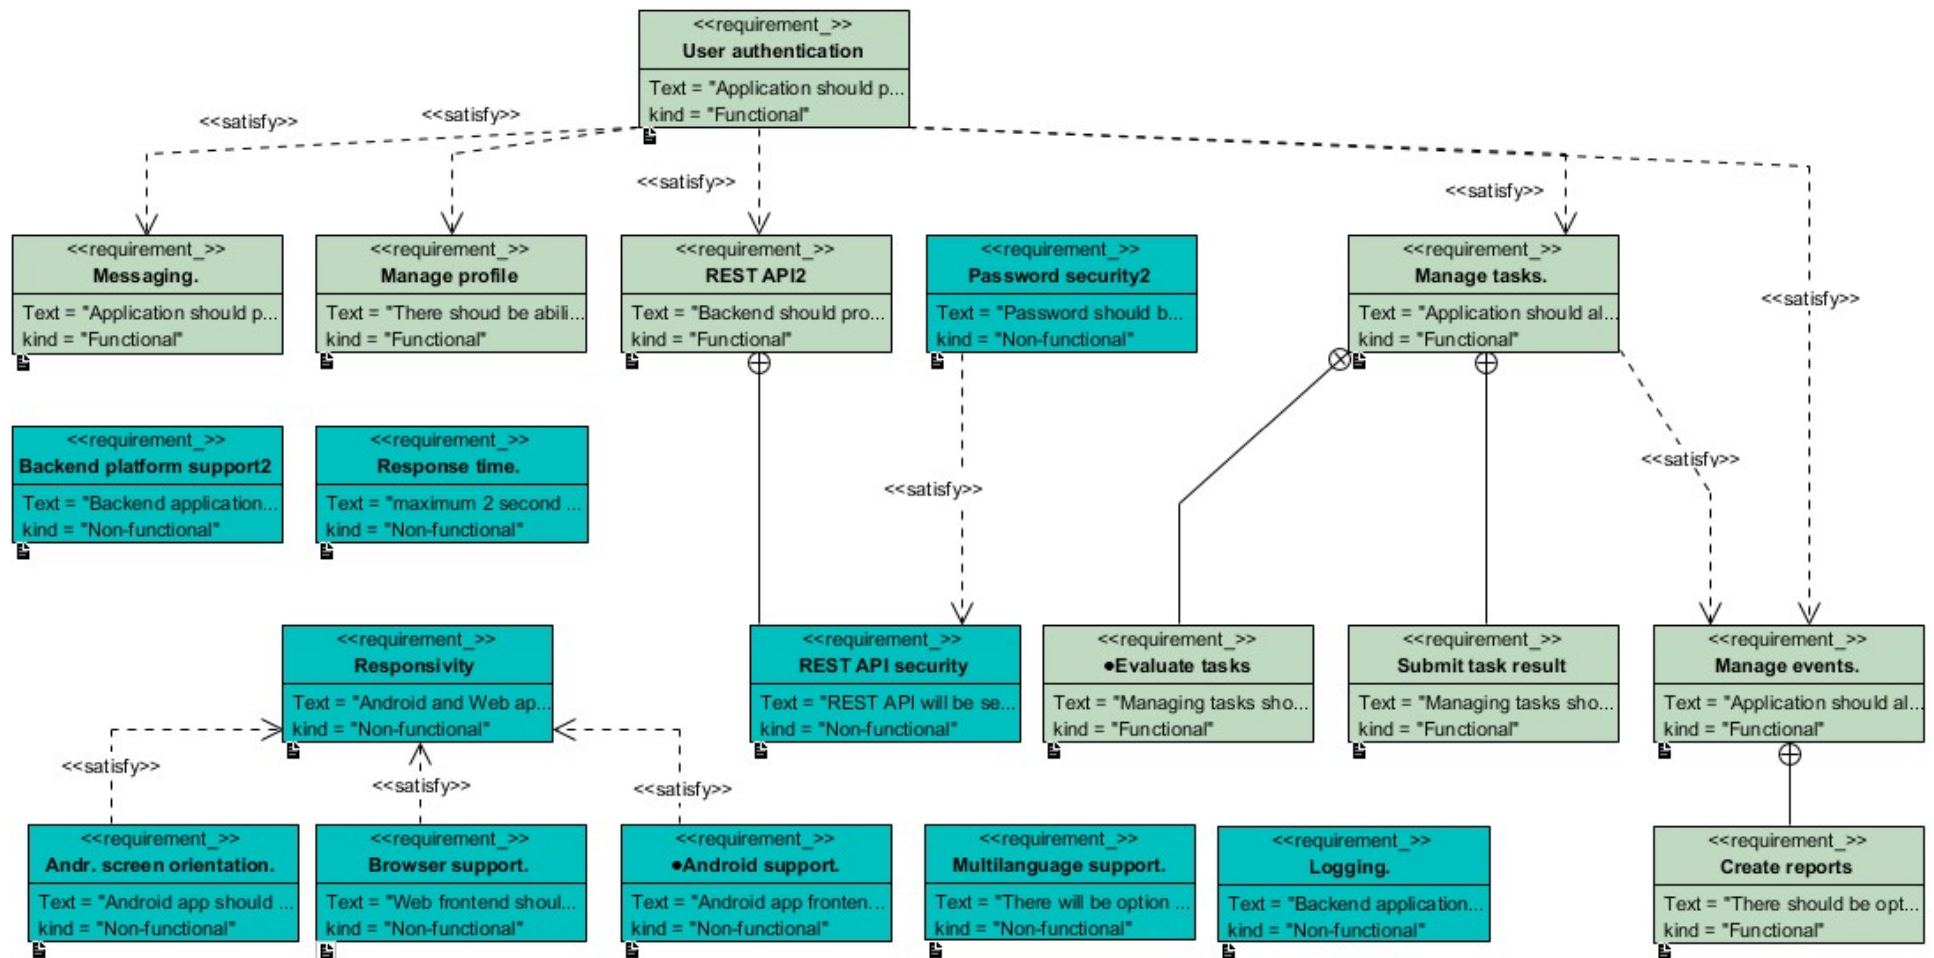 <<requirement_>>
User authentication
Text = "Application should p...
kind = "Functional"
<<satisfy>>
<<satisfy>>
<<satisfy>>
<<satisfy>>
<<satisfy>>
<<requirement_>>
Messaging.
Text = "Application should p...
kind = "Functional"
<<requirement_>>
Manage profile
Text = "There shoud be abili...
kind = "Functional"
<<requirement_>>
REST API2
Text = "Backend should pro...
kind = "Functional"
<<requirement_>>
Password security2
Text = "Password should b...
kind = "Non-functional"
<<requirement_>>
Manage tasks.
Text = "Application should al...
kind = "Functional"
<<requirement_>>
Backend platform support2
Text = "Backend application...
kind = "Non-functional"
<<requirement_>>
Response time.
Text = "maximum 2 second ...
kind = "Non-functional"
<<satisfy>>
<<satisfy>>
<<requirement_>>
Responsivity
Text = "Android and Web ap...
kind = "Non-functional"
<<requirement_>>
REST API security
Text = "REST API will be se...
kind = "Non-functional"
<<requirement_>>
●Evaluate tasks
Text = "Managing tasks sho...
kind = "Functional"
<<requirement_>>
Submit task result
Text = "Managing tasks sho...
kind = "Functional"
<<requirement_>>
Manage events.
Text = "Application should al...
kind = "Functional"
<<satisfy>>
<<satisfy>>
<<satisfy>>
<<requirement_>>
Andr. screen orientation.
Text = "Android app should ...
kind = "Non-functional"
<<requirement_>>
Browser support.
Text = "Web frontend shoul...
kind = "Non-functional"
<<requirement_>>
●Android support.
Text = "Android app fronten...
kind = "Non-functional"
<<requirement_>>
Multilanguage support.
Text = "There will be option ...
kind = "Non-functional"
<<requirement_>>
Logging.
Text = "Backend application...
kind = "Non-functional"
<<requirement_>>
Create reports
Text = "There should be opt...
kind = "Functional"